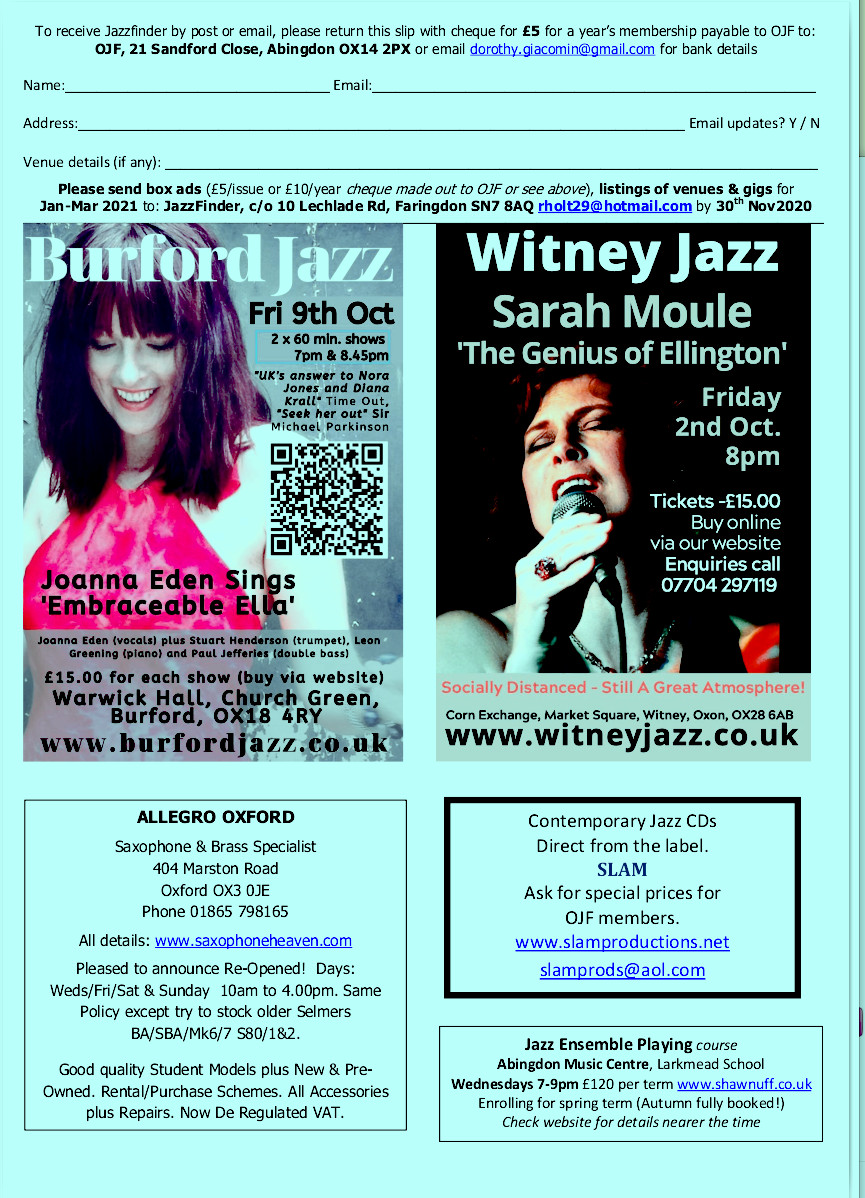 To receive Jazzfinder by post or email, please return this slip with cheque for £5 for a year's membership payable to OJF to:
OJF, 21 Sandford Close, Abingdon OX14 2PX or email dorothy.giacomin@gmail.com for bank details
Name:_________________________________ Email:_______________________________________________________
Address:____________________________________________________________________________ Email updates? Y / N
Venue details (if any): __________________________________________________________________________________
Please send box ads (£5/issue or £10/year cheque made out to OJF or see above), listings of venues & gigs for
Jan-Mar 2021 to: JazzFinder, c/o 10 Lechlade Rd, Faringdon SN7 8AQ rholt29@hotmail.com by 30th Nov2020
Burford Jazz
Fri 9th Oct
2 x 60 min. shows
7pm & 8.45pm
"UK's answer to Nora
Jones and Diana
Krall" Time Out,
"Seek her out" Sir
Michael Parkinson
Joanna Eden Sings
'Embraceable Ella'
Joanna Eden (vocals) plus Stuart Henderson (trumpet), Leon
Greening (piano) and Paul Jefferies (double bass)
£15.00 for each show (buy via website)
Warwick Hall, Church Green,
Burford, OX18 4RY
www.burfordjazz.co.uk
Witney Jazz
Sarah Moule
'The Genius of Ellington'
Friday
2nd Oct.
8pm
Tickets -£15.00
Buy online
via our website
Enquiries call
07704 297119
Socially Distanced - Still A Great Atmosphere!
Corn Exchange, Market Square, Witney, Oxon, OX28 6AB
www.witneyjazz.co.uk
ALLEGRO OXFORD
Saxophone & Brass Specialist
404 Marston Road
Oxford OX3 0JE
Phone 01865 798165
All details: www.saxophoneheaven.com
Pleased to announce Re-Opened!  Days:
Weds/Fri/Sat & Sunday  10am to 4.00pm. Same
Policy except try to stock older Selmers
BA/SBA/Mk6/7 S80/1&2.
Good quality Student Models plus New & Pre-
Owned. Rental/Purchase Schemes. All Accessories
plus Repairs. Now De Regulated VAT.
Contemporary Jazz CDs
Direct from the label.
SLAM
Ask for special prices for
OJF members.
www.slamproductions.net
slamprods@aol.com
Jazz Ensemble Playing course
Abingdon Music Centre, Larkmead School
Wednesdays 7-9pm £120 per term www.shawnuff.co.uk
Enrolling for spring term (Autumn fully booked!)
Check website for details nearer the time